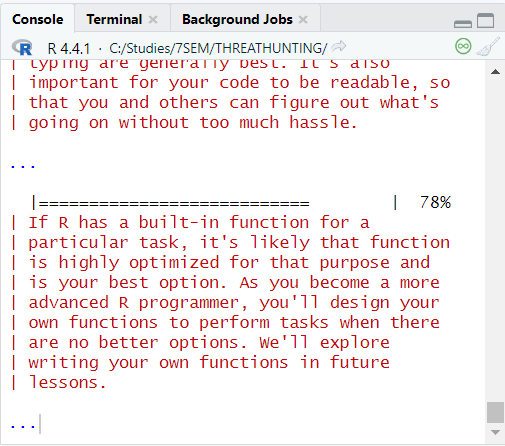 Console Terminal × Background Jobs ×
R R 4.4.1 · C:/Studies/7SEM/THREATHUNTING/
| typing are generally best. It's also
| important for your code to be readable, so
| that you and others can figure out what's
| going on without too much hassle.
...
|=========================== | 78%
| If R has a built-in function for a
| particular task, it's likely that function
| is highly optimized for that purpose and
| is your best option. As you become a more
| advanced R programmer, you'll design your
| own functions to perform tasks when there
| are no better options. We'll explore
| writing your own functions in future
| lessons.
...